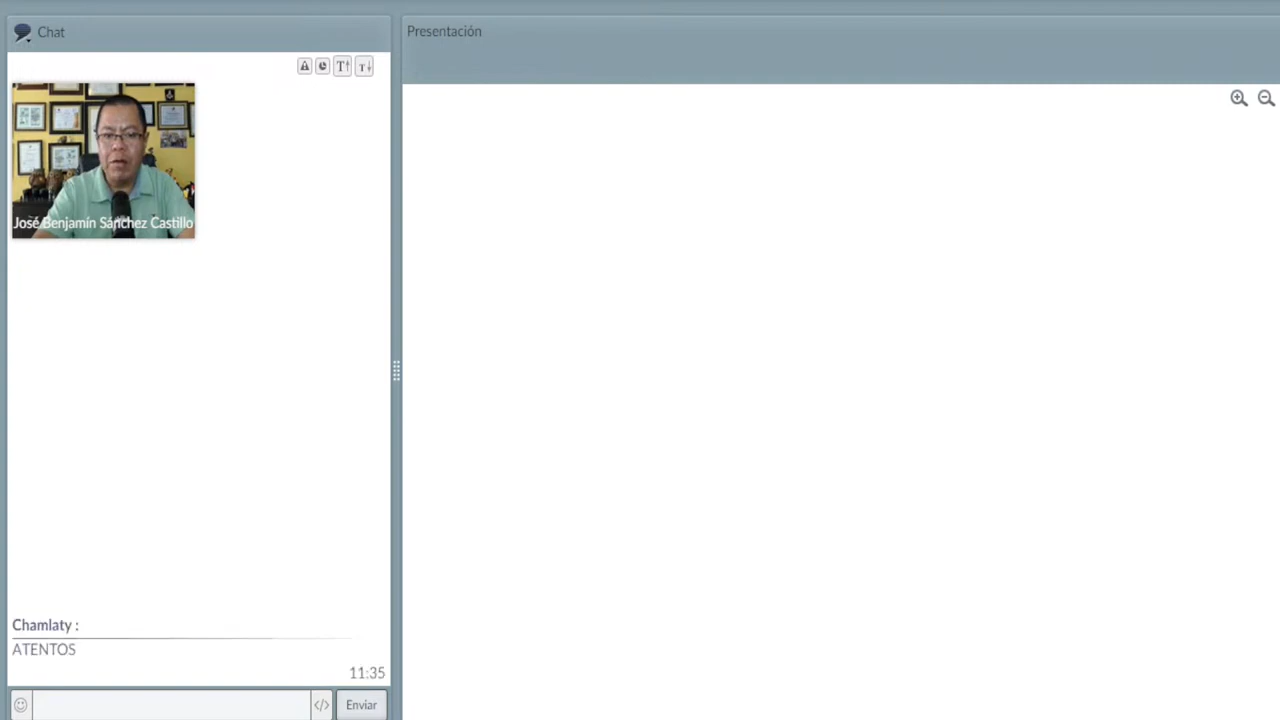 Chat
Presentación
José Benjamín Sánchez Castillo
Chamlaty :
ATENTOS
11:35
Enviar